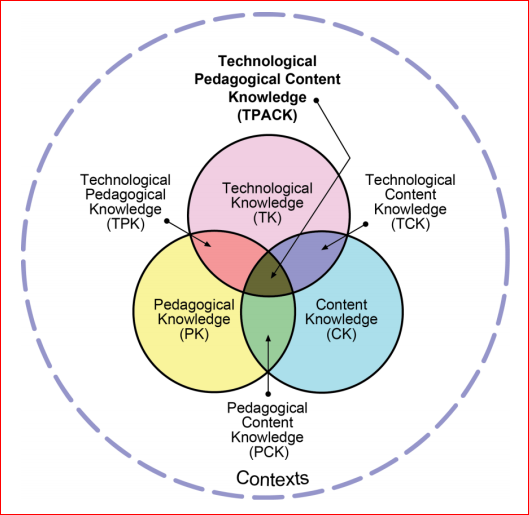 Technological
Pedagogical Content
Knowledge
(TPACK)
Technological
Pedagogical
Knowledge
(TPK)
Technological
Knowledge
(TK)
Technological
Content
Knowledge
(TCK)
Pedagogical
Knowledge
(PK)
Content
Knowledge
(CK)
Pedagogical
Content
Knowledge
(PCK)
Contexts